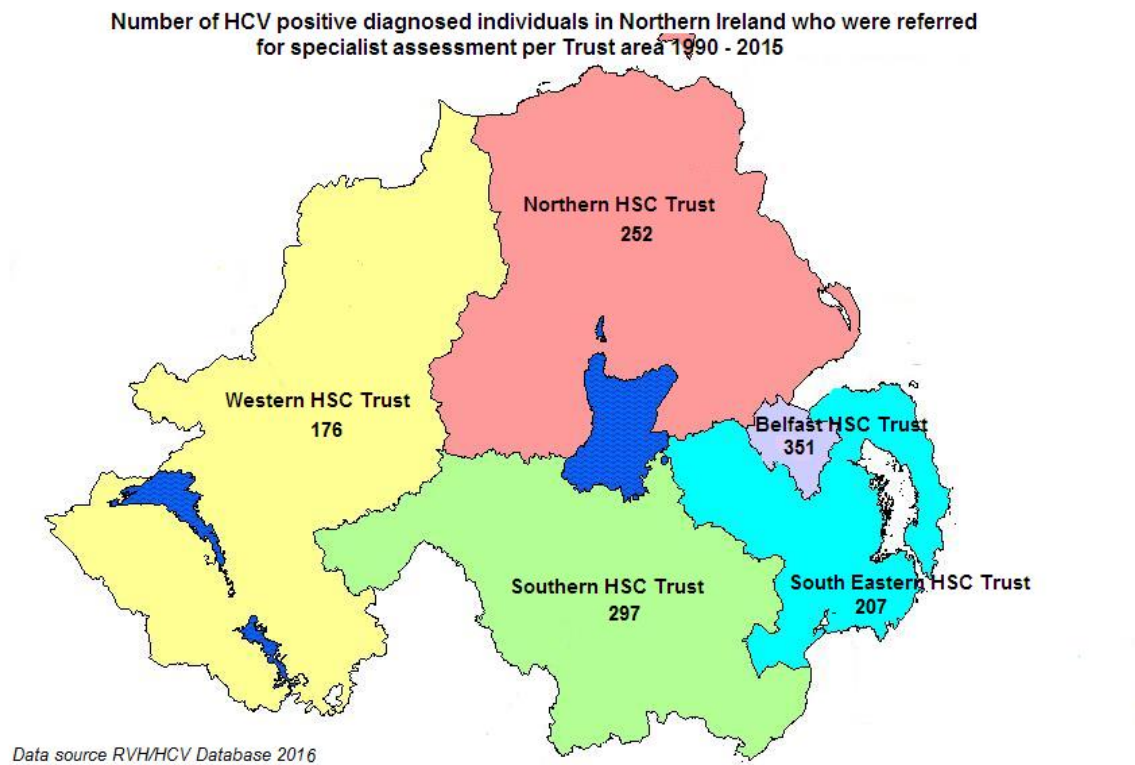 Number of HCV positive diagnosed individuals in Northern Ireland who were referred
for specialist assessment per Trust area 1990 - 2015
Northern HSC Trust
252
Western HSC Trust
176
Belfast HSC Trust
351
Southern HSC Trust
297
South Eastern HSC Trust
207
Data source RVH/HCV Database 2016